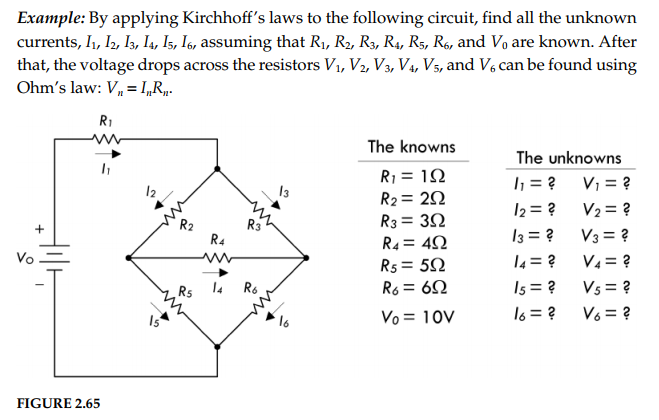 Example: By applying Kirchhoff's laws to the following circuit, find all the unknown
currents, I₁, I₂, I₃, I₄, I₅, I₆, assuming that R₁, R₂, R₃, R₄, R₅, R₆, and V₀ are known. After
that, the voltage drops across the resistors V₁, V₂, V₃, V₄, V₅, and V₆ can be found using
Ohm's law: Vₙ = IₙRₙ.
R₁
I₁
I₂
I₃
R₂
R₃
R₄
+
V₀
−
R₅
I₄
R₆
I₅
I₆
The knowns
R₁ = 1Ω
R₂ = 2Ω
R₃ = 3Ω
R₄ = 4Ω
R₅ = 5Ω
R₆ = 6Ω
V₀ = 10V
The unknowns
I₁ = ? V₁ = ?
I₂ = ? V₂ = ?
I₃ = ? V₃ = ?
I₄ = ? V₄ = ?
I₅ = ? V₅ = ?
I₆ = ? V₆ = ?
FIGURE 2.65